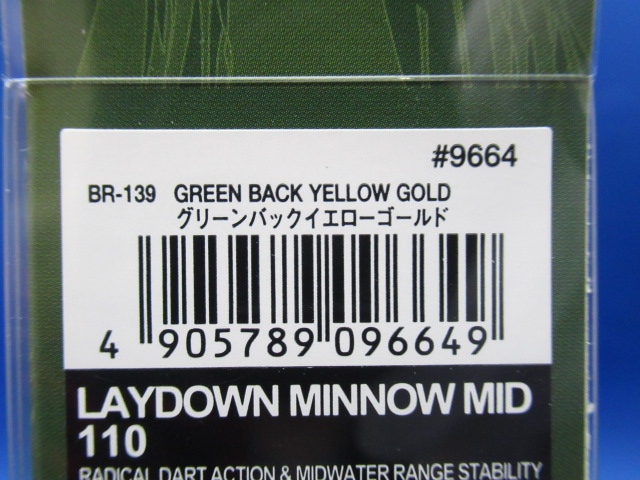 #9664
BR-139 GREEN BACK YELLOW GOLD
グリーンバックイエローゴールド
4 905789 096649
LAYDOWN MINNOW MID
110
RADICAL DART ACTION & MIDWATER RANGE STABILITY